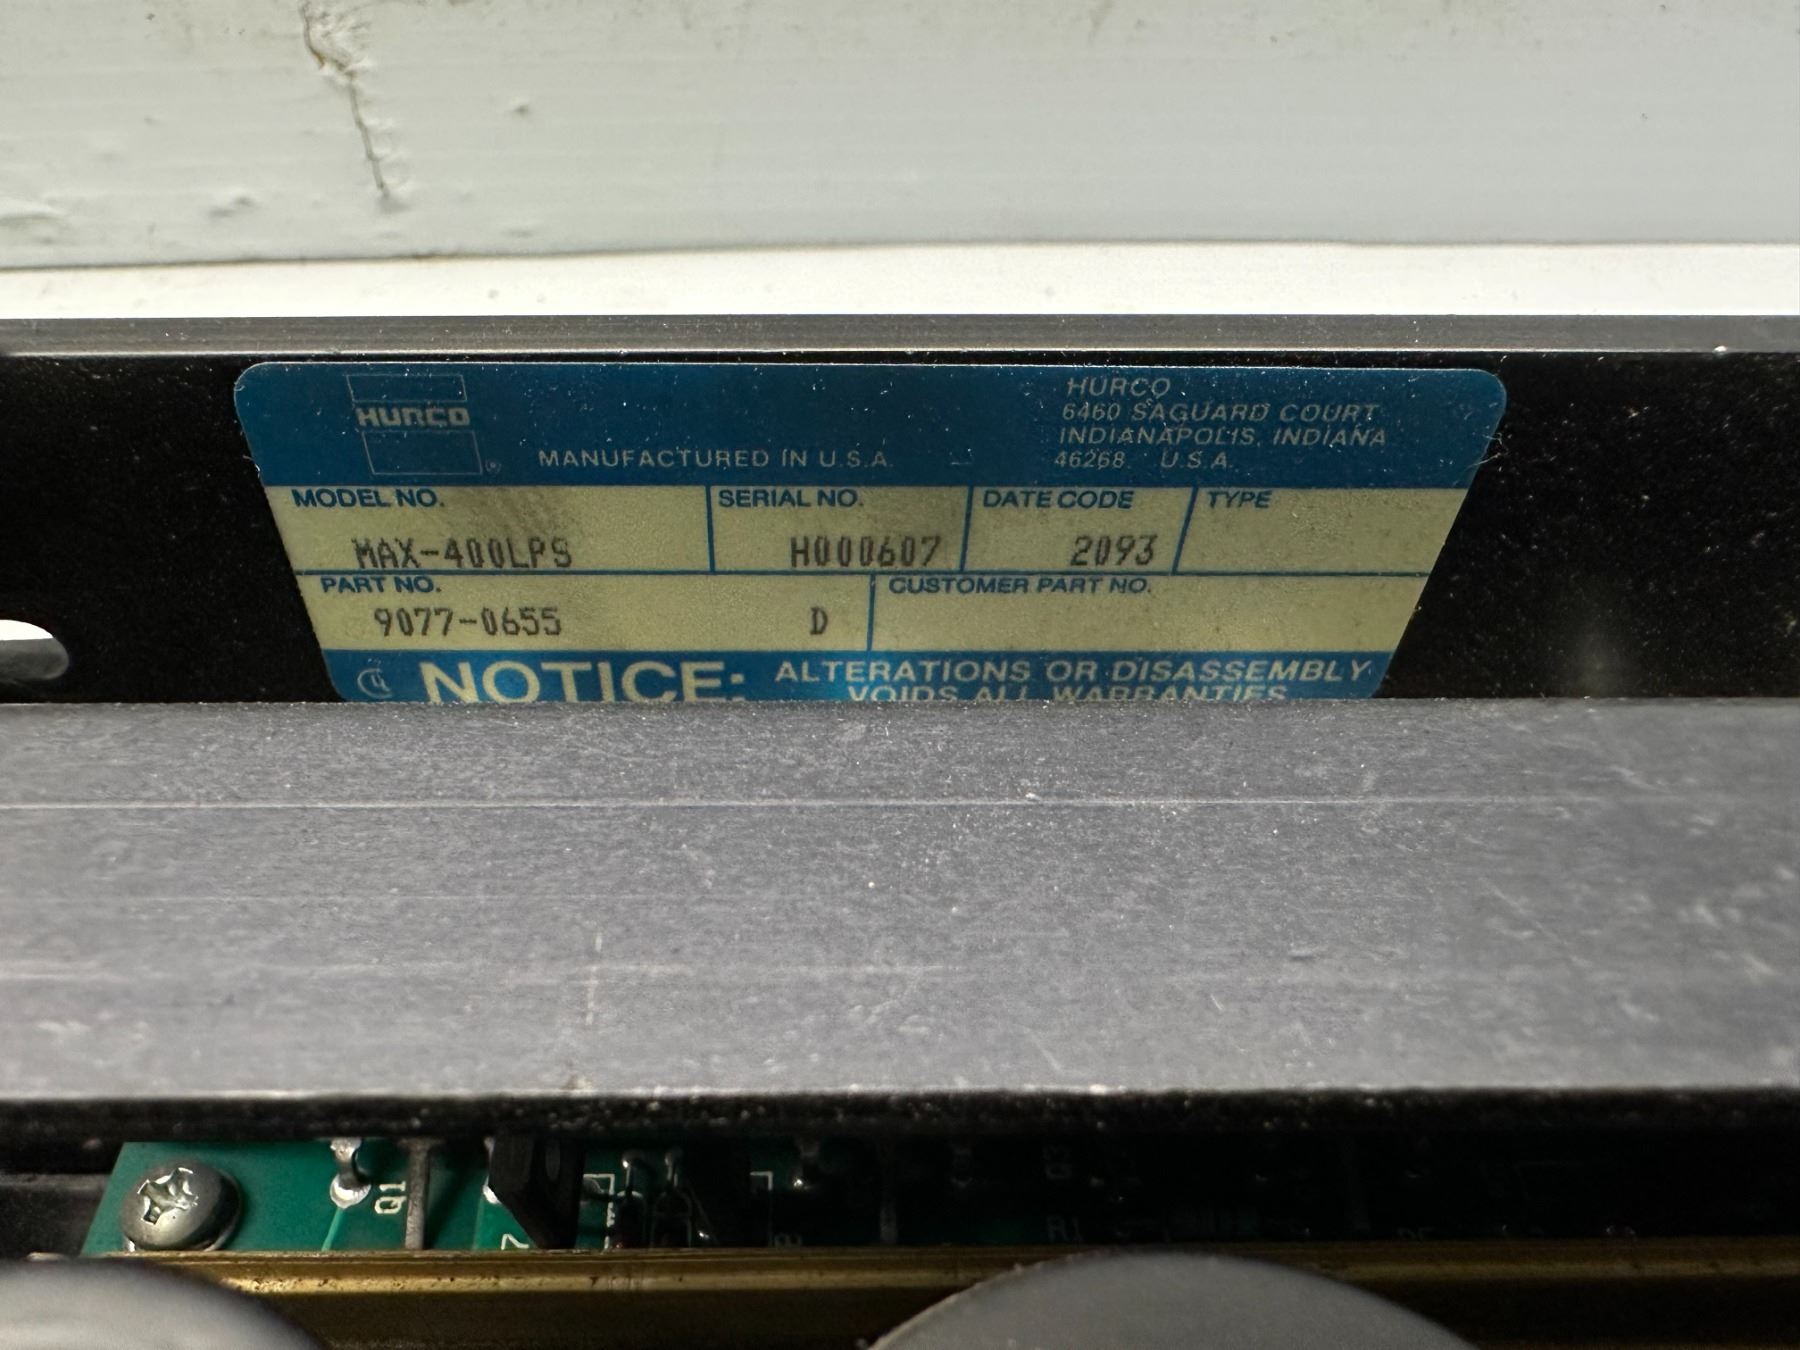 HURCO
MANUFACTURED IN U.S.A.
HURCO
6460 SAGUARD COURT
INDIANAPOLIS, INDIANA
46268 U.S.A.
MODEL NO. SERIAL NO. DATE CODE TYPE
MAX-400LPS H000607 2093
PART NO. CUSTOMER PART NO.
9077-0655 D
NOTICE: ALTERATIONS OR DISASSEMBLY
VOIDS ALL WARRANTIES
Q1
R1